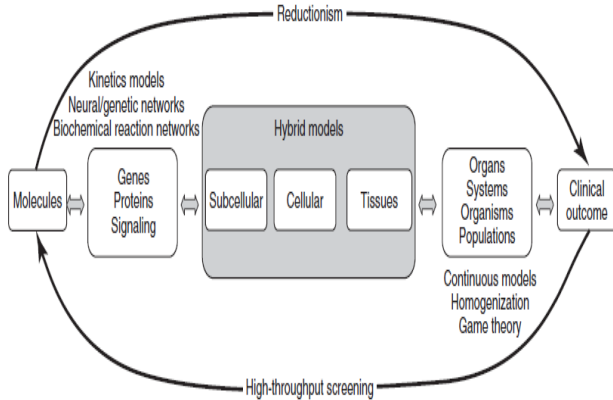 Reductionism
Kinetics models
Neural/genetic networks
Biochemical reaction networks
Hybrid models
Molecules
Genes
Proteins
Signaling
Subcellular
Cellular
Tissues
Organs
Systems
Organisms
Populations
Clinical
outcome
Continuous models
Homogenization
Game theory
High-throughput screening